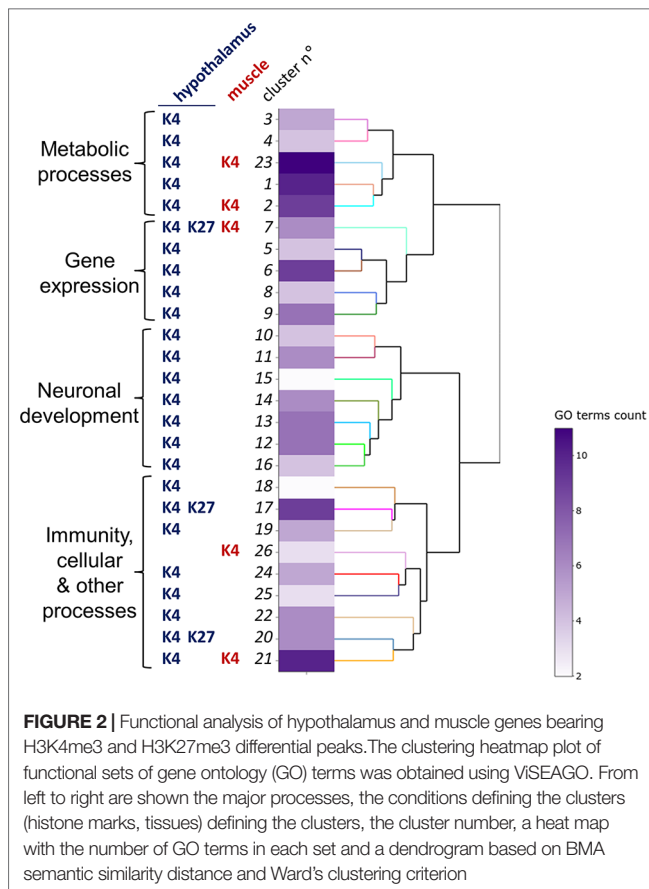 hypothalamus
muscle
cluster n°
Metabolic
processes
K4 3
K4 4
K4 K4 23
K4 1
K4 K4 2
Gene
expression
K4 K27 K4 7
K4 5
K4 6
K4 8
K4 9
Neuronal
development
K4 10
K4 11
K4 15
K4 14
K4 13
K4 12
K4 16
Immunity,
cellular
& other
processes
K4 18
K4 K27 17
K4 19
K4 26
K4 24
K4 25
K4 22
K4 K27 20
K4 K4 21
GO terms count
10
8
6
4
2
FIGURE 2 | Functional analysis of hypothalamus and muscle genes bearing
H3K4me3 and H3K27me3 differential peaks.The clustering heatmap plot of
functional sets of gene ontology (GO) terms was obtained using ViSEAGO. From
left to right are shown the major processes, the conditions defining the clusters
(histone marks, tissues) defining the clusters, the cluster number, a heat map
with the number of GO terms in each set and a dendrogram based on BMA
semantic similarity distance and Ward's clustering criterion